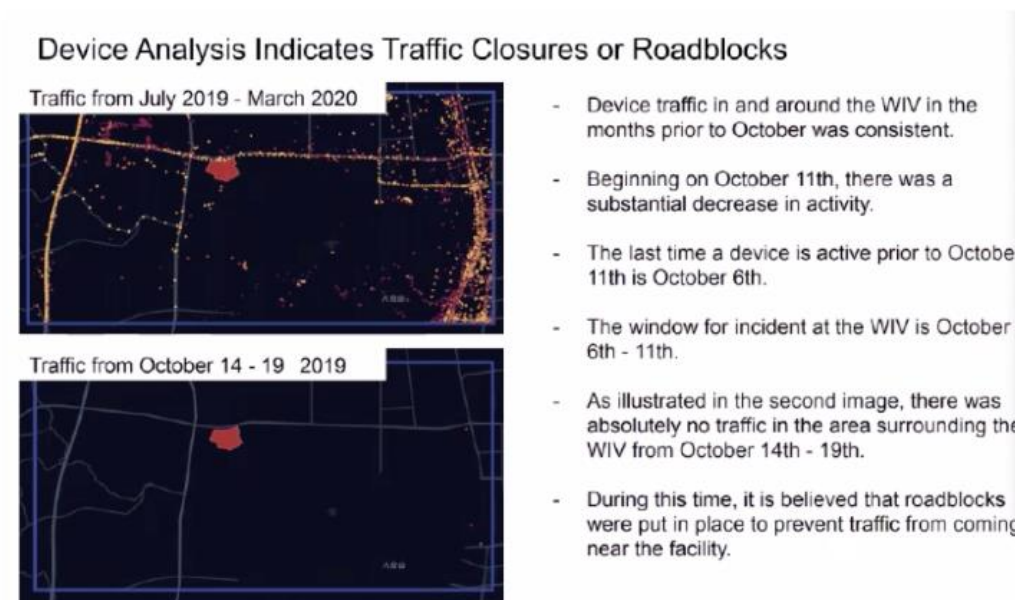 Device Analysis Indicates Traffic Closures or Roadblocks
Traffic from July 2019 - March 2020
Traffic from October 14 - 19 2019
- Device traffic in and around the WIV in the
months prior to October was consistent.
- Beginning on October 11th, there was a
substantial decrease in activity.
- The last time a device is active prior to Octobe
11th is October 6th.
- The window for incident at the WIV is October
6th - 11th.
- As illustrated in the second image, there was
absolutely no traffic in the area surrounding the
WIV from October 14th - 19th.
- During this time, it is believed that roadblocks
were put in place to prevent traffic from coming
near the facility.